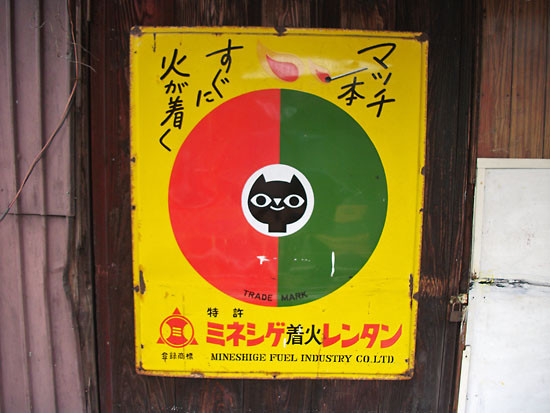 マッチ
一本
すぐに
火が着く
TRADE MARK
特許
ミネシゲ着火レンタン
登録商標
MINESHIGE FUEL INDUSTRY CO.LTD